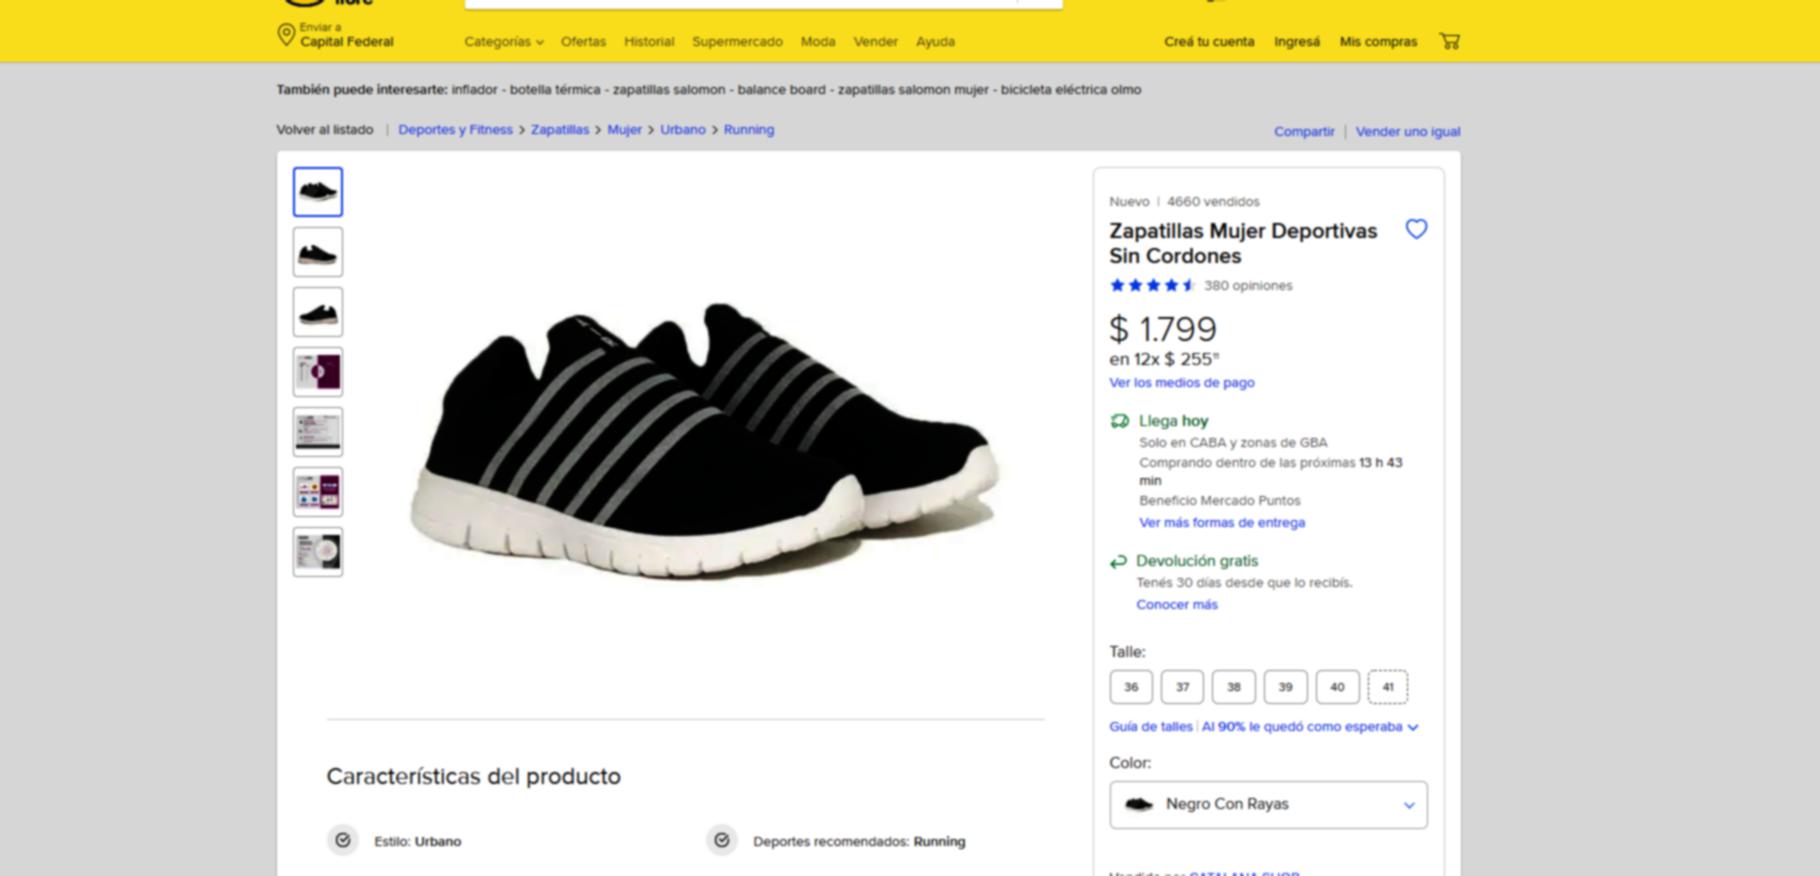 Enviar a
Capital Federal
Categorías Ofertas Historial Supermercado Moda Vender Ayuda
Creá tu cuenta Ingresá Mis compras
También puede interesarte: inflador - botella térmica - zapatillas salomon - balance board - zapatillas salomon mujer - bicicleta eléctrica olmo
Volver al listado | Deportes y Fitness > Zapatillas > Mujer > Urbano > Running
Compartir | Vender uno igual
Nuevo | 4660 vendidos
Zapatillas Mujer Deportivas
Sin Cordones
380 opiniones
$ 1.799
en 12x $ 255
Ver los medios de pago
Llega hoy
Solo en CABA y zonas de GBA
Comprando dentro de las próximas 13 h 43
min
Beneficio Mercado Puntos
Ver más formas de entrega
Devolución gratis
Tenés 30 días desde que lo recibís.
Conocer más
Talle:
36 37 38 39 40 41
Guía de talles | Al 90% le quedó como esperaba
Color:
Negro Con Rayas
Características del producto
Estilo: Urbano
Deportes recomendados: Running